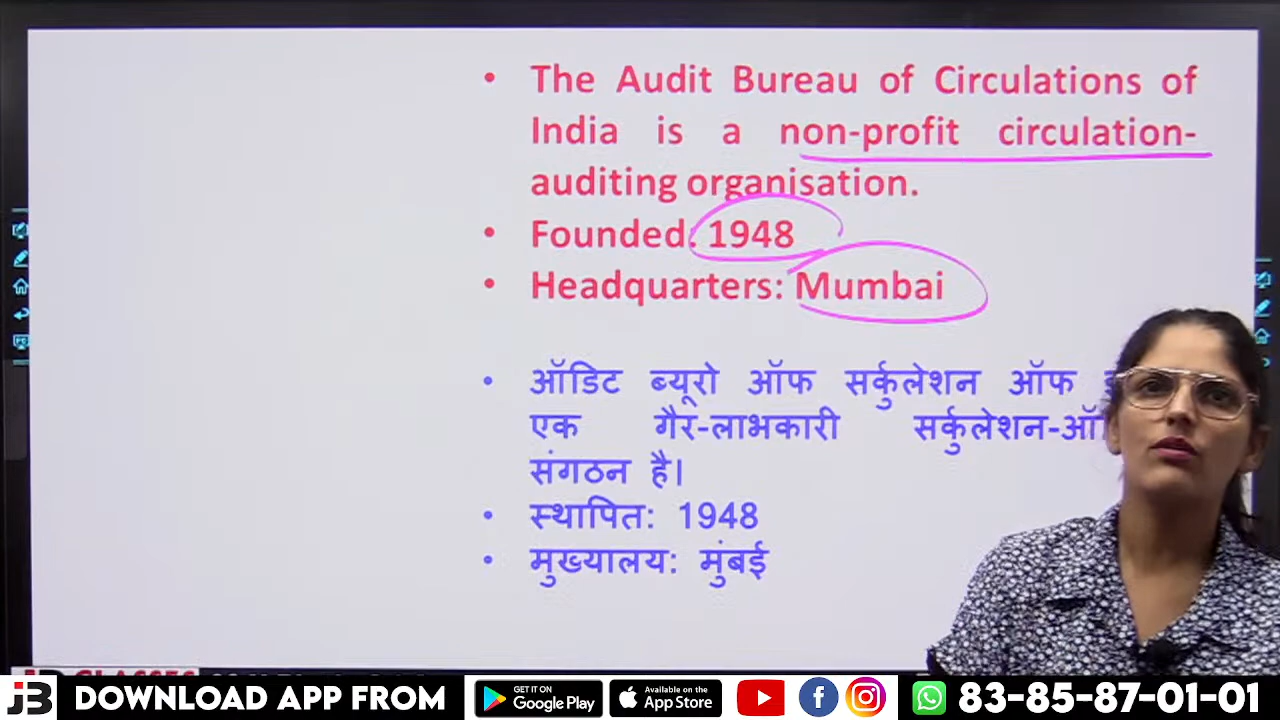 • The Audit Bureau of Circulations of
India is a non-profit circulation-
auditing organisation.
• Founded: 1948
• Headquarters: Mumbai
• ऑडिट ब्यूरो ऑफ सर्कुलेशन ऑफ
एक गैर-लाभकारी सर्कुलेशन-
संगठन है।
• स्थापित: 1948
• मुख्यालय: मुंबई
JB DOWNLOAD APP FROM GET IT ON Google Play Available on the App Store 83-85-87-01-01